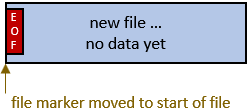 EOF
new file ...
no data yet
file marker moved to start of file